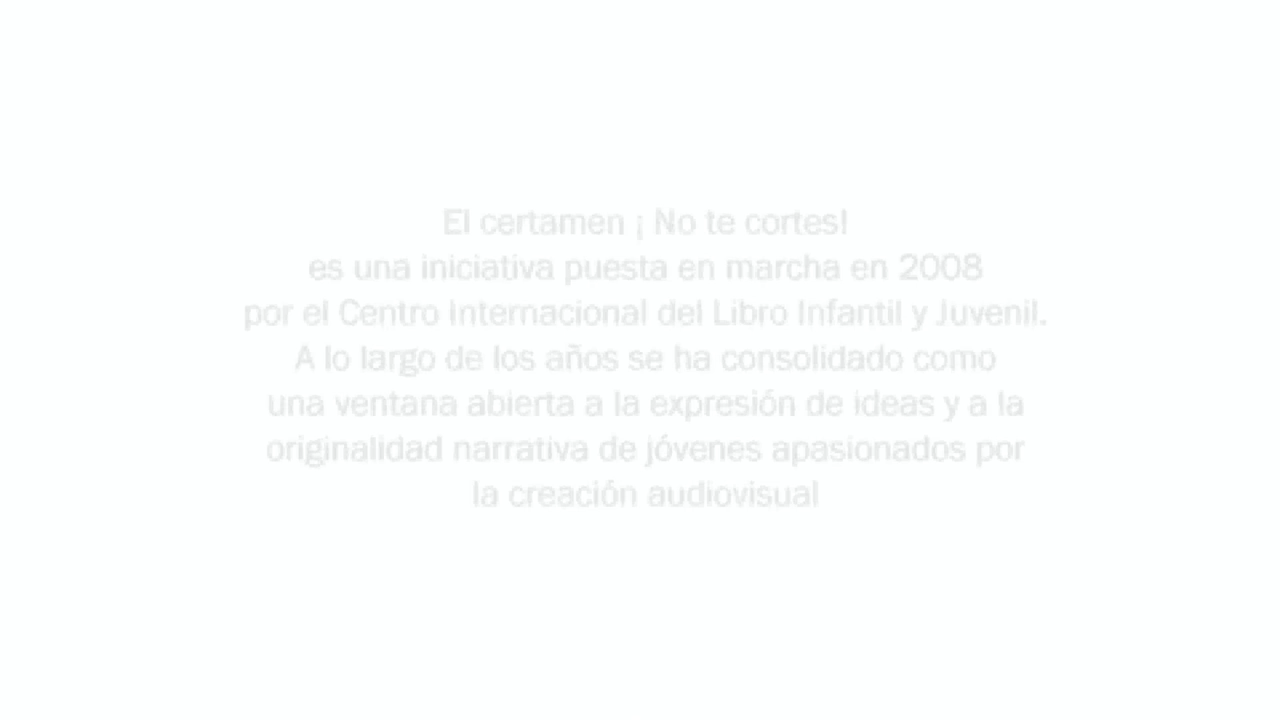 El certamen ¡ No te cortes!
es una iniciativa puesta en marcha en 2008
por el Centro Internacional del Libro Infantil y Juvenil.
A lo largo de los años se ha consolidado como
una ventana abierta a la expresión de ideas y a la
originalidad narrativa de jóvenes apasionados por
la creación audiovisual